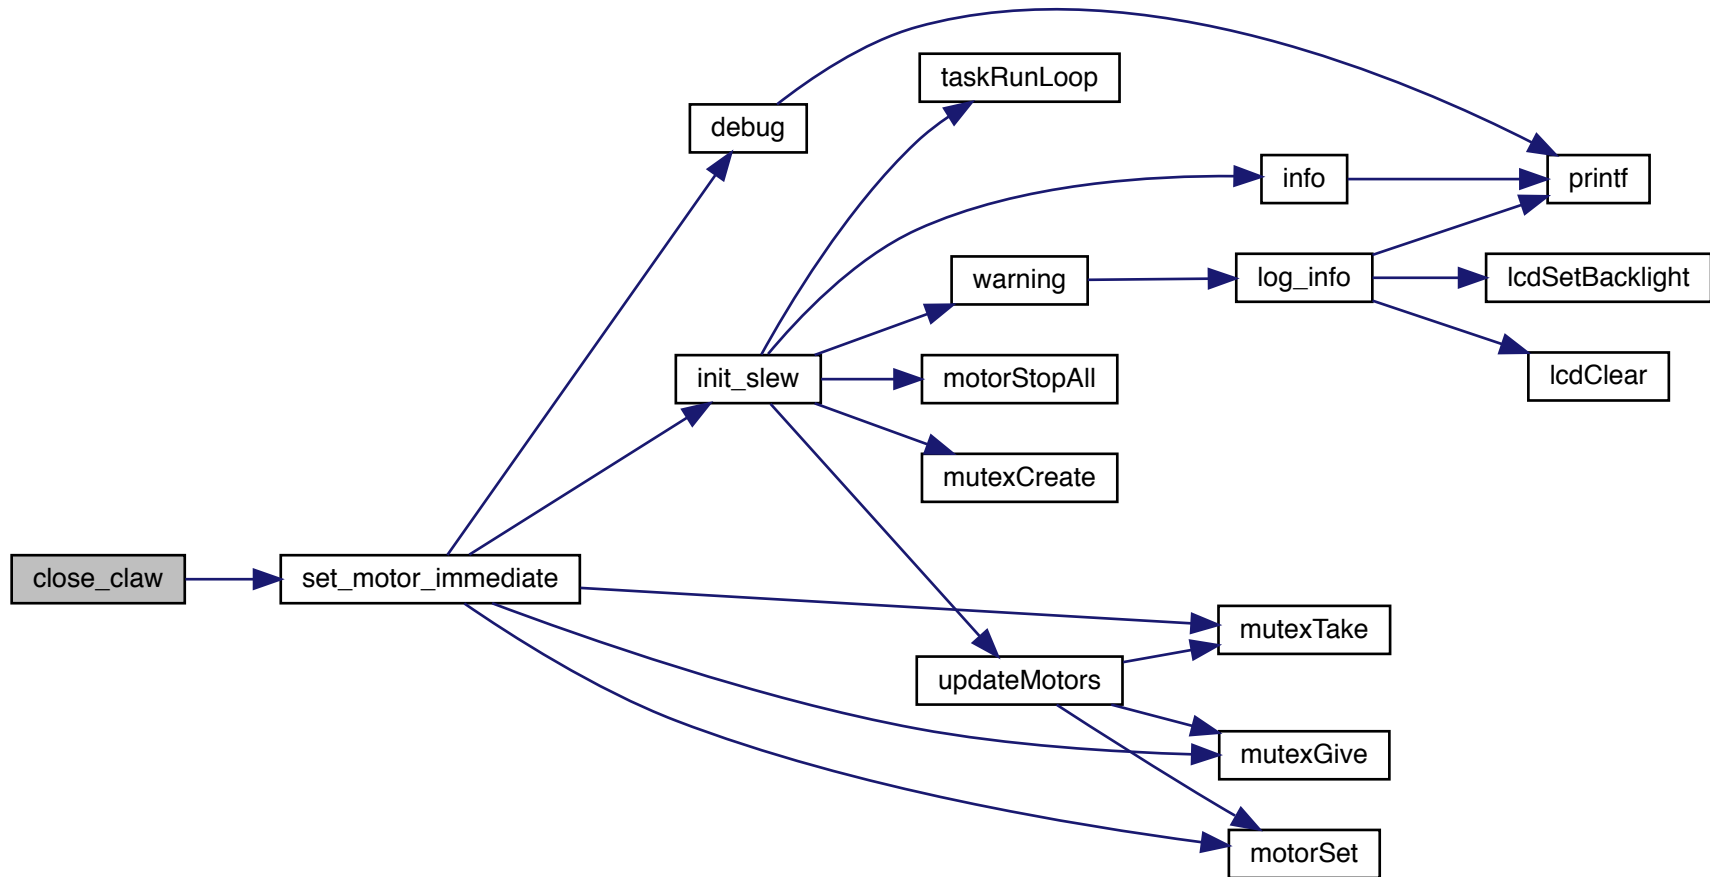 taskRunLoop
debug
info
printf
warning
log_info
lcdSetBacklight
init_slew
motorStopAll
lcdClear
mutexCreate
close_claw
set_motor_immediate
mutexTake
updateMotors
mutexGive
motorSet